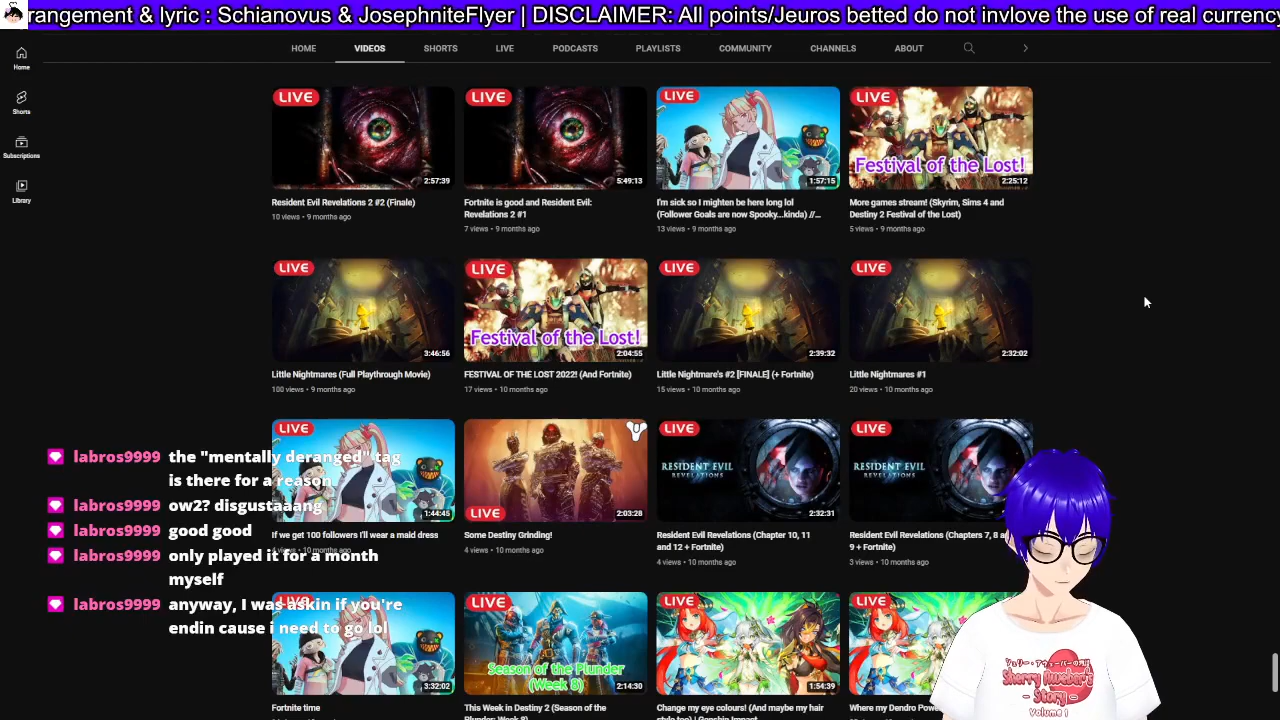 rangement & lyric : Schianovus & JosephniteFlyer | DISCLAIMER: All points/Jeuros betted do not invlove the use of real currency
HOME VIDEOS SHORTS LIVE PODCASTS PLAYLISTS COMMUNITY CHANNELS ABOUT
Home
Shorts
Subscriptions
Library
LIVE LIVE LIVE LIVE
Festival of the Lost!
2:57:39 5:49:13 1:57:15 2:25:12
Resident Evil Revelations 2 #2 (Finale)
10 views • 9 months ago
Fortnite is good and Resident Evil:
Revelations 2 #1
7 views • 9 months ago
I'm sick so I mighten be here long lol
(Follower Goals are now Spooky...kinda) //...
13 views • 9 months ago
More games stream! (Skyrim, Sims 4 and
Destiny 2 Festival of the Lost)
5 views • 9 months ago
LIVE LIVE LIVE LIVE
Festival of the Lost!
3:46:56 2:04:55 2:39:32 2:32:02
Little Nightmares (Full Playthrough Movie)
100 views • 9 months ago
FESTIVAL OF THE LOST 2022! (And Fortnite)
17 views • 10 months ago
Little Nightmare's #2 [FINALE] (+ Fortnite)
15 views • 10 months ago
Little Nightmares #1
20 views • 10 months ago
LIVE LIVE LIVE LIVE
RESIDENT EVIL
REVELATIONS
RESIDENT EVIL
REVELATIONS
1:44:45 2:03:28 2:32:31
If we get 100 followers I'll wear a maid dress
4 views • 10 months ago
Some Destiny Grinding!
4 views • 10 months ago
Resident Evil Revelations (Chapter 10, 11
and 12 + Fortnite)
4 views • 10 months ago
Resident Evil Revelations (Chapters 7, 8 a
9 + Fortnite)
3 views • 10 months ago
LIVE LIVE LIVE LIVE
Season of the Plunder
(Week 8)
3:32:02 2:14:30 1:54:39
Fortnite time
This Week in Destiny 2 (Season of the
Plunder: Week 8)
Change my eye colours! (And maybe my hair
style too) | Genshin Impact
Where my Dendro Powe
labros9999 the "mentally deranged" tag
is there for a reason
labros9999 ow2? disgustaaang
labros9999 good good
labros9999 only played it for a month
myself
labros9999 anyway, I was askin if you're
endin cause i need to go lol
Sherry Aweber's
Story
Volume 1